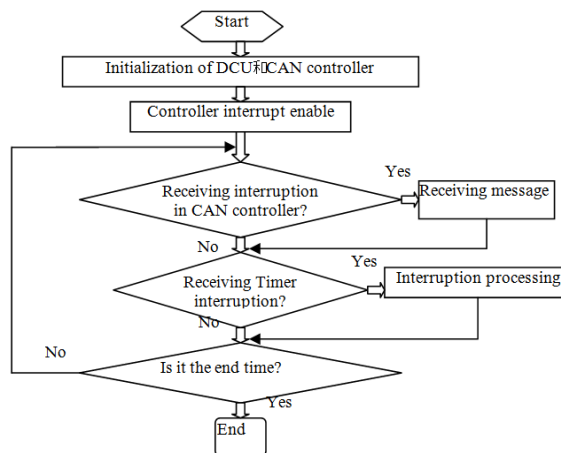 Start
Initialization of DCU和CAN controller
Controller interrupt enable
Yes
Receiving interruption
in CAN controller?
Receiving message
No
Yes
Receiving Timer
interruption?
Interruption processing
No
No
Is it the end time?
Yes
End